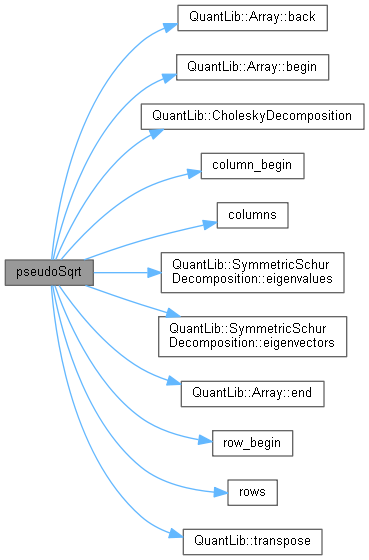 QuantLib::Array::back
QuantLib::Array::begin
QuantLib::CholeskyDecomposition
column_begin
columns
pseudoSqrt
QuantLib::SymmetricSchur
Decomposition::eigenvalues
QuantLib::SymmetricSchur
Decomposition::eigenvectors
QuantLib::Array::end
row_begin
rows
QuantLib::transpose